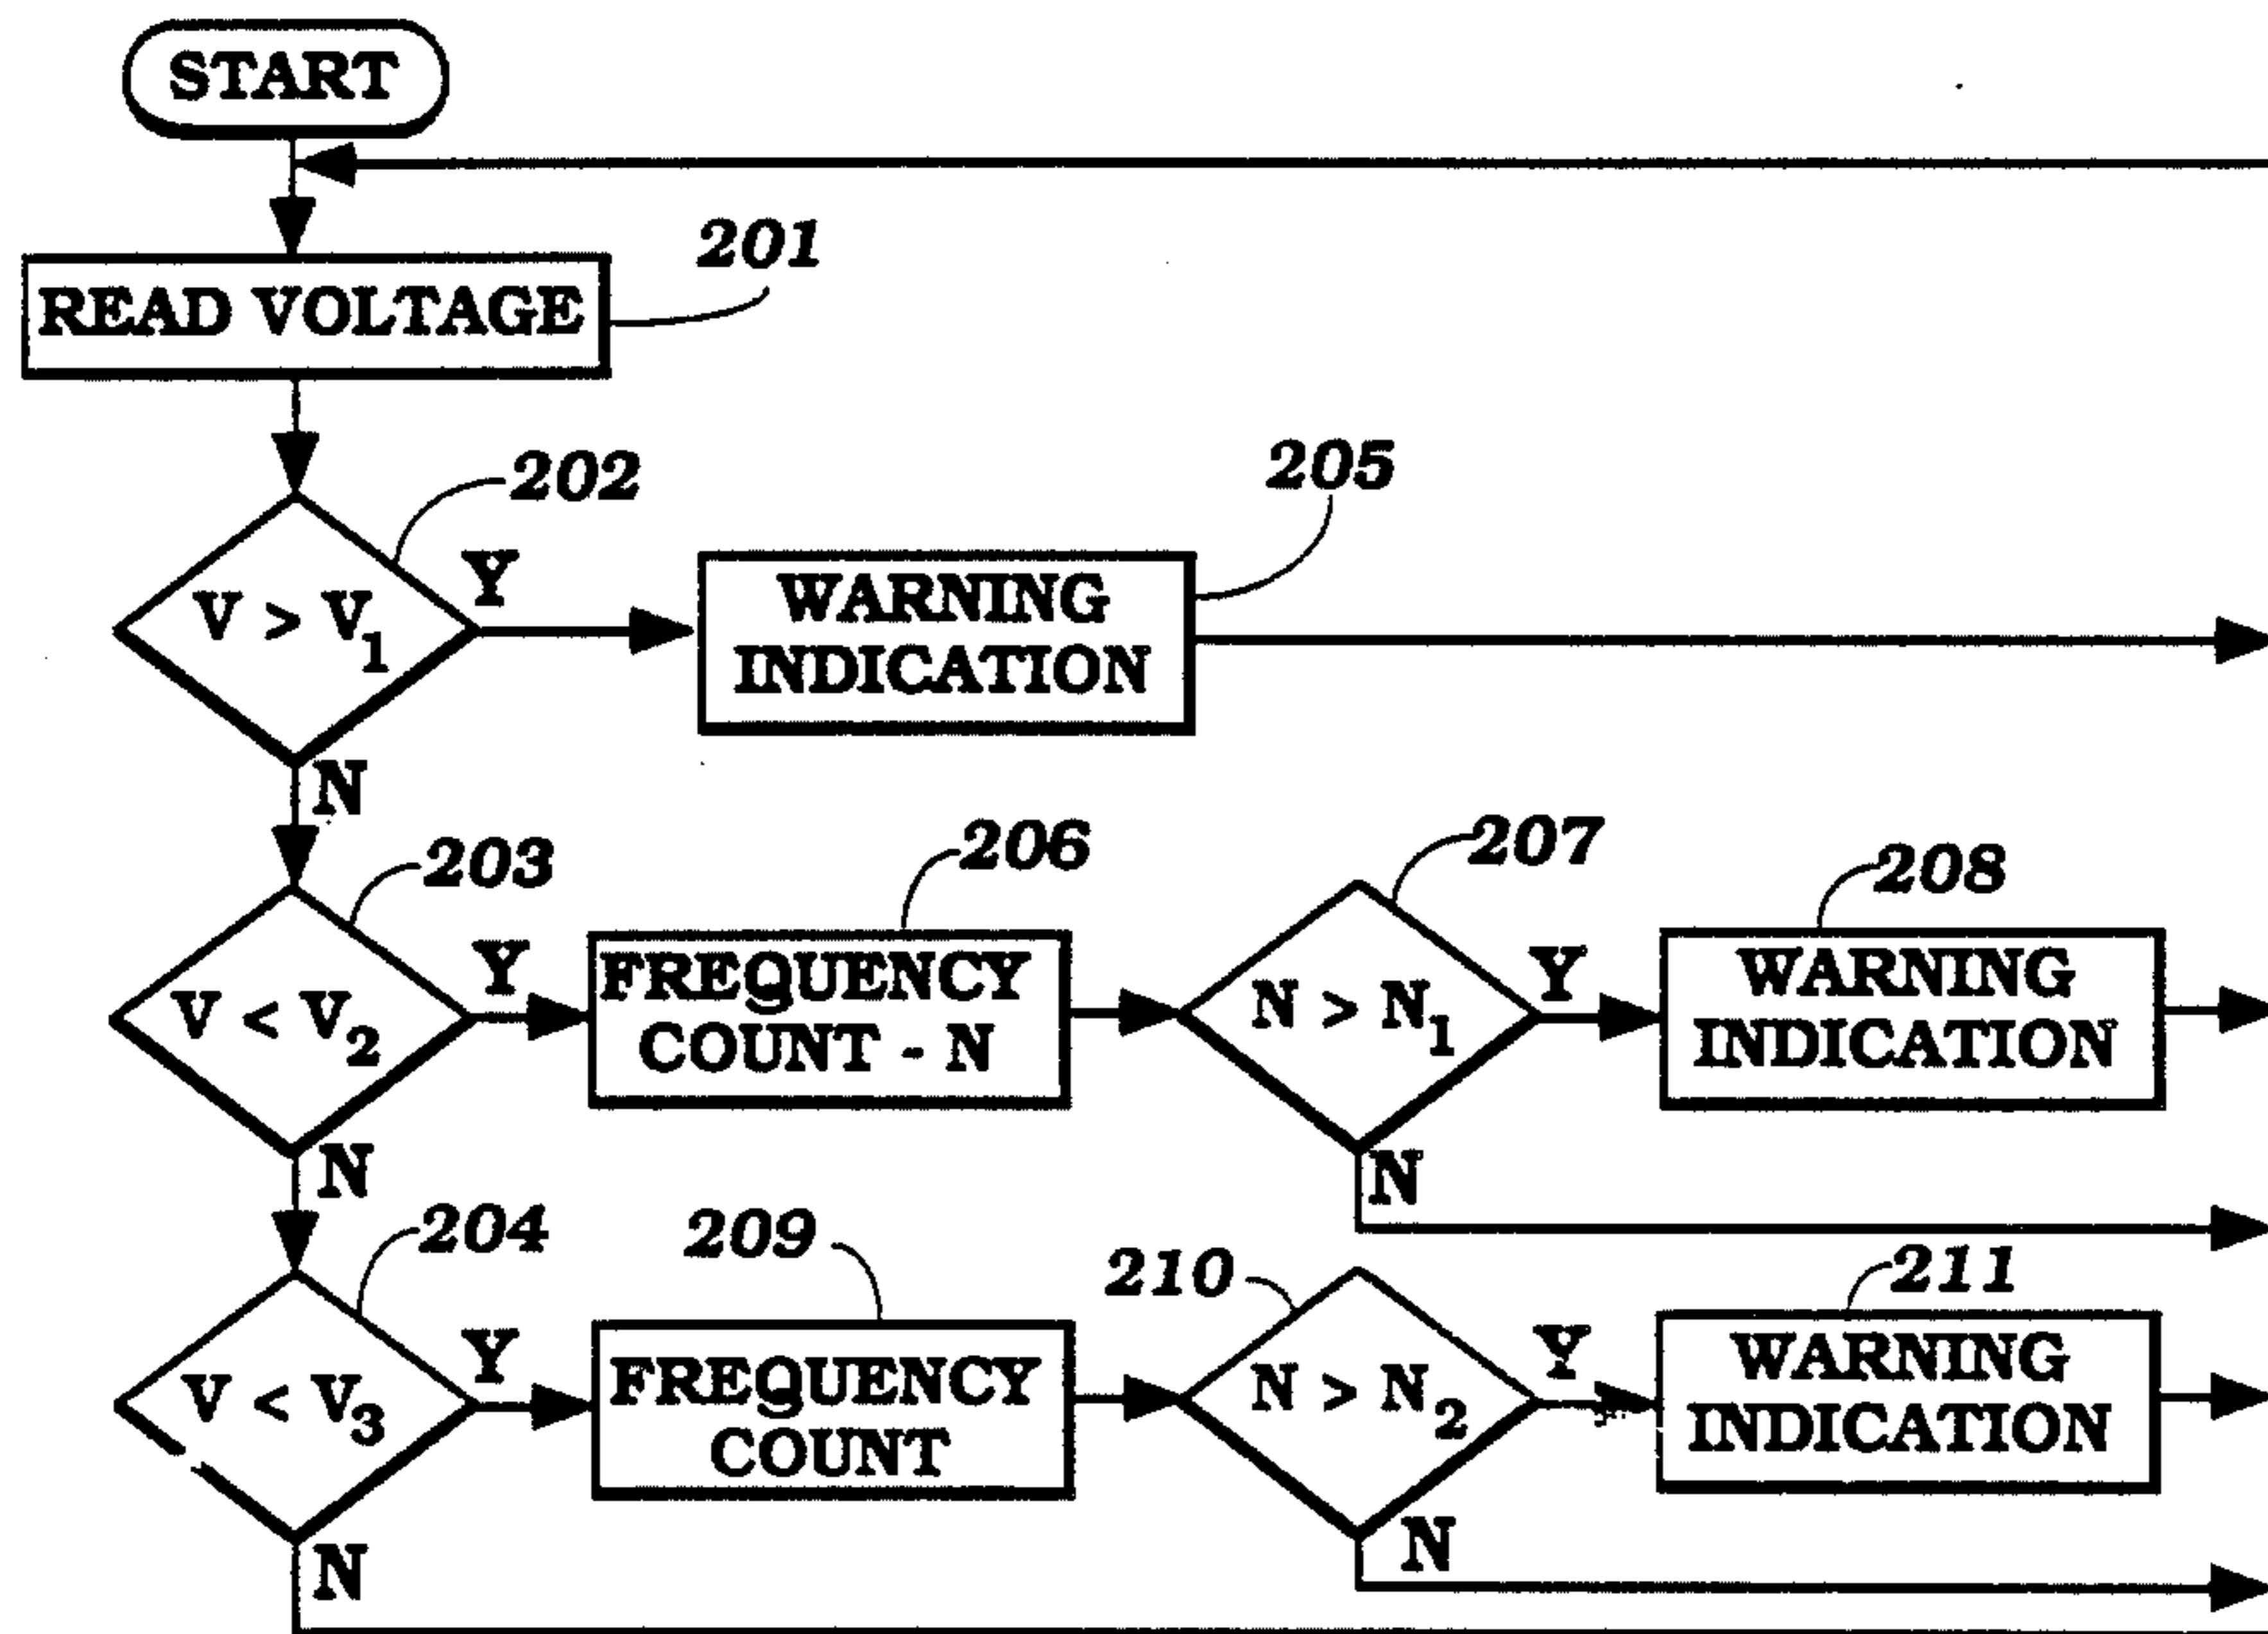 START
201
READ VOLTAGE
202
205
V > V1
Y
WARNING
INDICATION
N
203
206
207
208
V < V2
Y
FREQUENCY
COUNT - N
N > N1
Y
WARNING
INDICATION
N
N
204
209
210
211
V < V3
Y
FREQUENCY
COUNT
N > N2
Y
WARNING
INDICATION
N
N